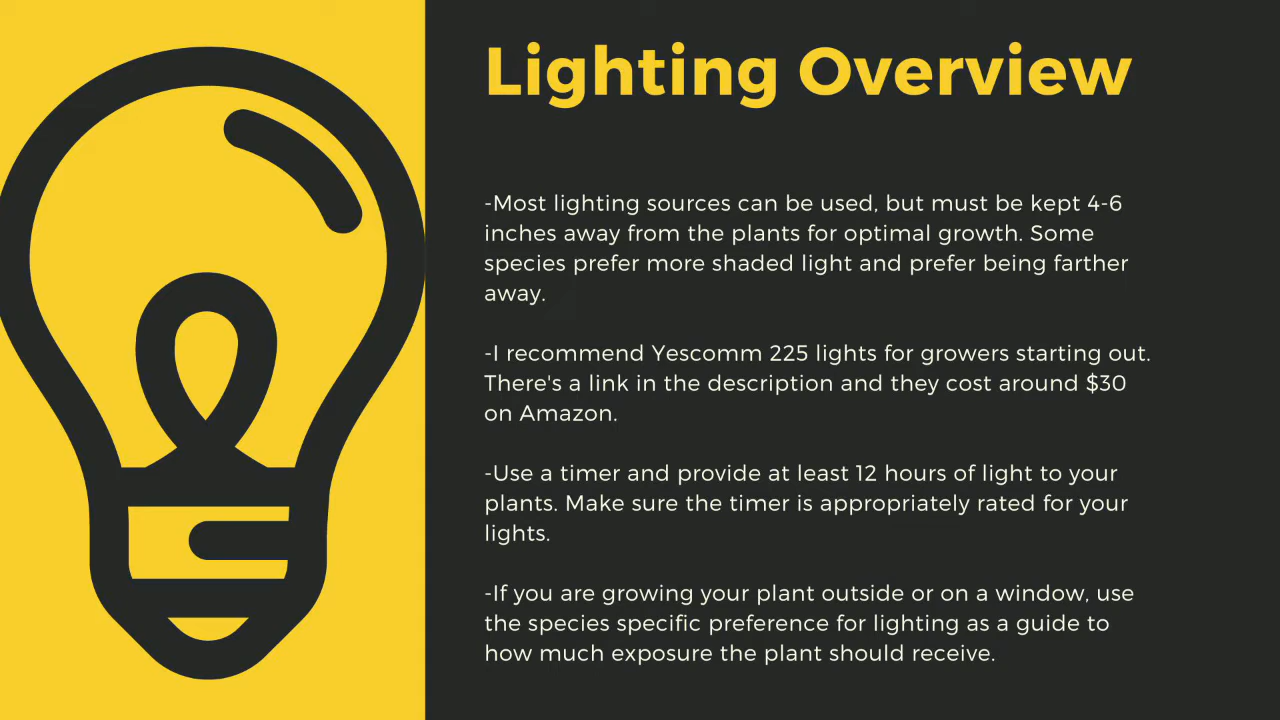 Lighting Overview
-Most lighting sources can be used, but must be kept 4-6
inches away from the plants for optimal growth. Some
species prefer more shaded light and prefer being farther
away.
-I recommend Yescomm 225 lights for growers starting out.
There's a link in the description and they cost around $30
on Amazon.
-Use a timer and provide at least 12 hours of light to your
plants. Make sure the timer is appropriately rated for your
lights.
-If you are growing your plant outside or on a window, use
the species specific preference for lighting as a guide to
how much exposure the plant should receive.